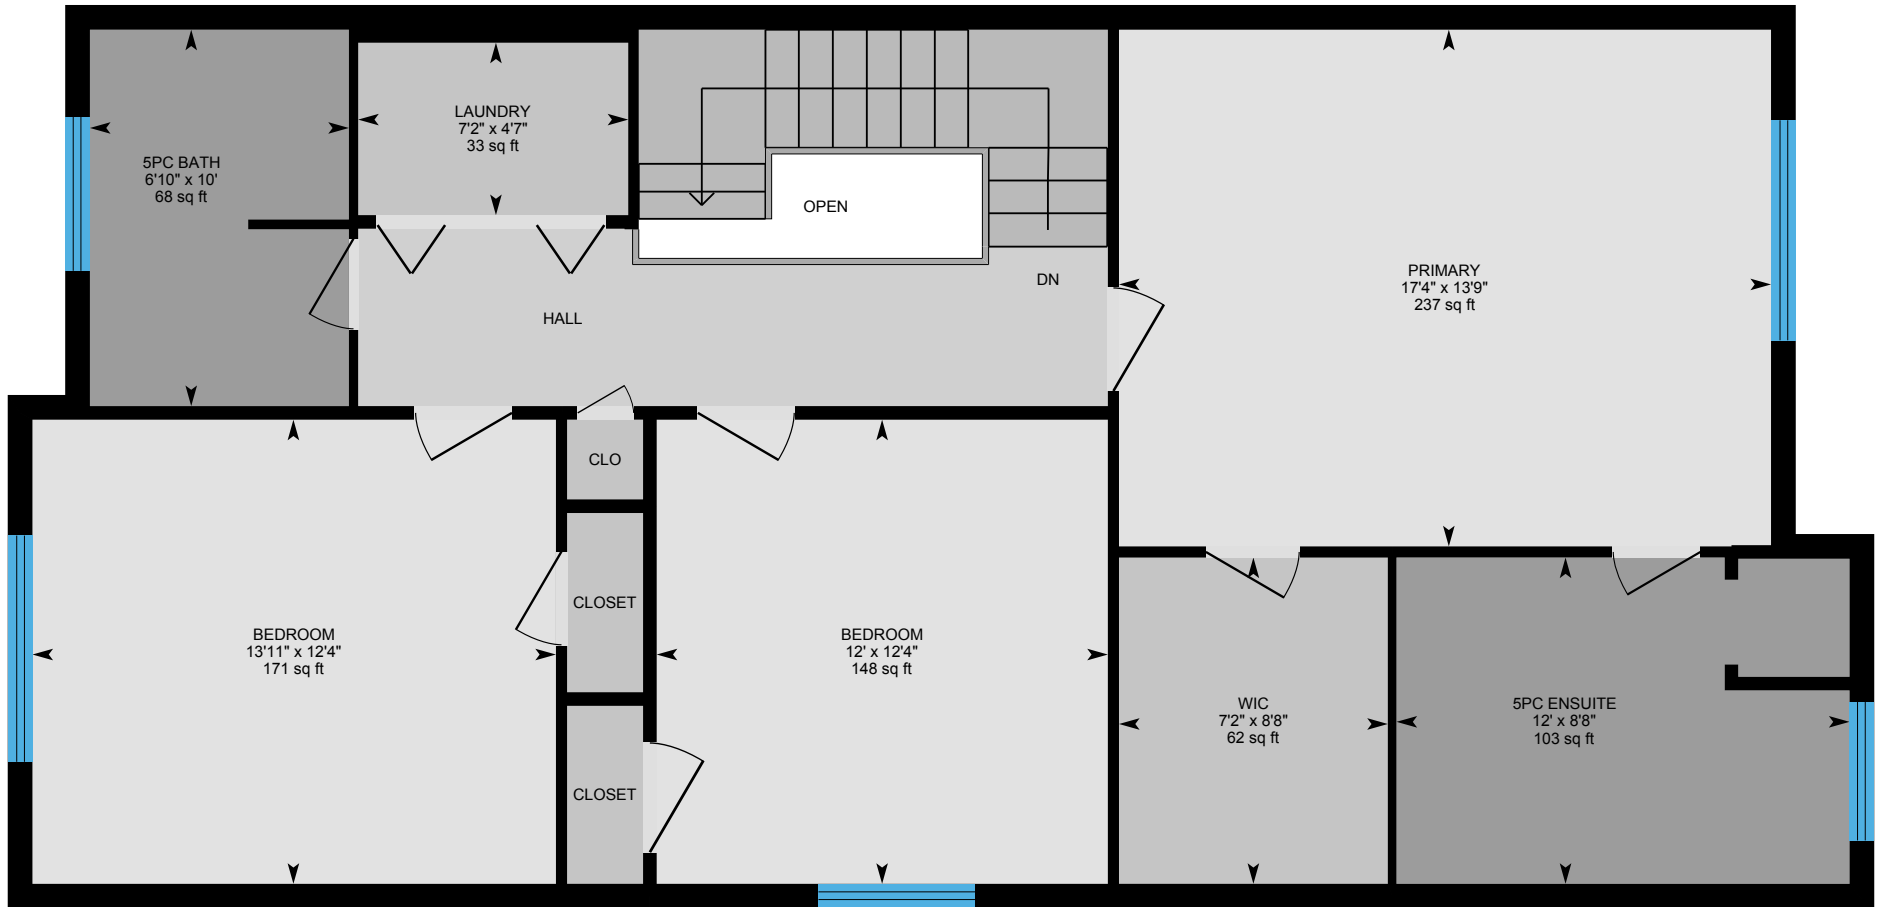 LAUNDRY
7'2" x 4'7"
33 sq ft
5PC BATH
6'10" x 10'
68 sq ft
OPEN
DN
HALL
PRIMARY
17'4" x 13'9"
237 sq ft
CLO
CLOSET
BEDROOM
13'11" x 12'4"
171 sq ft
BEDROOM
12' x 12'4"
148 sq ft
CLOSET
WIC
7'2" x 8'8"
62 sq ft
5PC ENSUITE
12' x 8'8"
103 sq ft